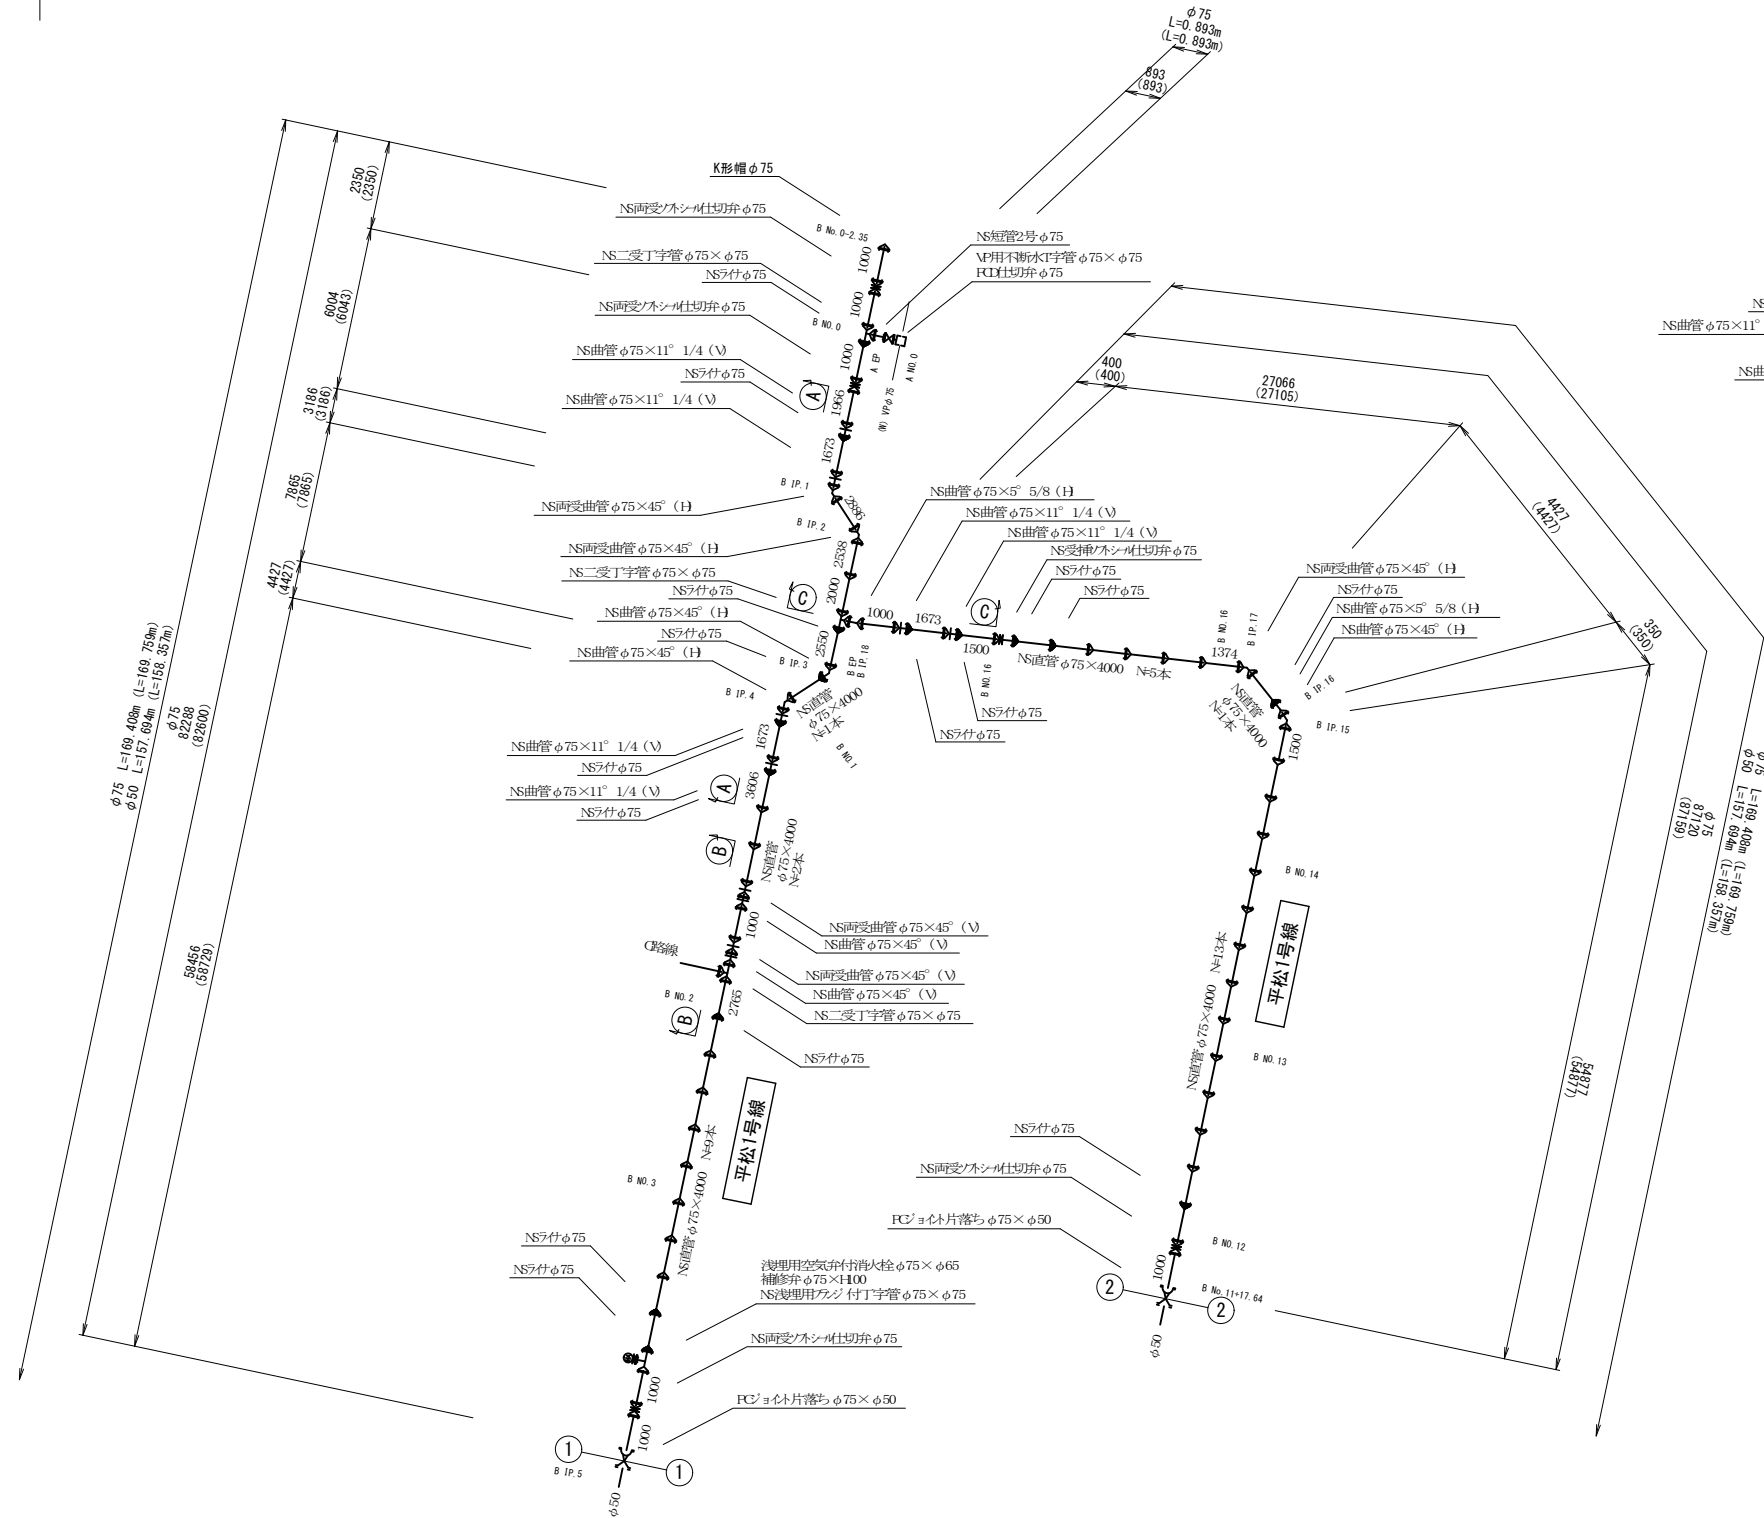 φ75
L=0.893m
(L=0.893m)
893
(893)
2350
(2350)
6004
(6043)
3186
(3186)
7865
(7865)
4427
(4427)
58456
(58729)
φ75
82288
(82600)
φ75 L=169.408m (L=169.759m)
φ50 L=157.694m (L=158.357m)
K形帽φ75
NS両受ソフトシール仕切弁φ75
B No.0-2.35
NS二受丁字管φ75×φ75
NSライナφ75
NS両受ソフトシール仕切弁φ75
B NO.0
NS曲管φ75×11° 1/4 (V)
NSライナφ75
NS曲管φ75×11° 1/4 (V)
1000
1000
1000
1966
1673
A
NS短管2号φ75
VP用不断水T字管φ75×φ75
FCD仕切弁φ75
A EP
A NO.0
(W) VPφ75
B IP.1
NS両受曲管φ75×45° (H)
2886
B IP.2
NS両受曲管φ75×45° (H)
2538
NS二受丁字管φ75×φ75
NSライナφ75
2000
C
NS曲管φ75×45° (H)
NSライナφ75
NS曲管φ75×45° (H)
2550
B IP.3
B EP
B IP.18
B IP.4
NS直管
φ75×4000
N=1本
B NO.1
NS曲管φ75×11° 1/4 (V)
NSライナφ75
NS曲管φ75×11° 1/4 (V)
NSライナφ75
1673
3606
A
B
NS直管
φ75×4000
N=2本
NS両受曲管φ75×45° (V)
NS曲管φ75×45° (V)
1000
C路線
NS両受曲管φ75×45° (V)
NS曲管φ75×45° (V)
NS二受丁字管φ75×φ75
B NO.2
2765
B
NSライナφ75
平松1号線
NS直管φ75×4000 N=9本
B NO.3
NSライナφ75
NSライナφ75
浅埋用空気弁付消火栓φ75×φ65
補修弁φ75×H100
NS浅埋用フランジ付丁字管φ75×φ75
NS両受ソフトシール仕切弁φ75
1000
PCジョイント片落ちφ75×φ50
1000
1
1
B IP.5
φ50
400
(400)
27066
(27105)
4427
(4427)
350
(350)
54877
(54877)
φ75
87120
(87159)
φ75 L=169.408m (L=169.759m)
φ50 L=157.694m (L=158.357m)
NS曲管φ75×5° 5/8 (H)
NS曲管φ75×11° 1/4 (V)
NS曲管φ75×11° 1/4 (V)
NS受挿ソフトシール仕切弁φ75
NSライナφ75
NSライナφ75
1000
1673
C
1500
B NO.16
NSライナφ75
NSライナφ75
NS直管φ75×4000 N=5本
1374
B NO.16
B IP.17
NS両受曲管φ75×45° (H)
NSライナφ75
NS曲管φ75×5° 5/8 (H)
NS曲管φ75×45° (H)
NS直管
φ75×4000
N=1本
B IP.16
B IP.15
1500
B NO.14
平松1号線
NS直管φ75×4000 N=13本
B NO.13
NSライナφ75
NS両受ソフトシール仕切弁φ75
PCジョイント片落ちφ75×φ50
B NO.12
1000
2
2
B No.11+17.64
φ50
NS
NS曲管φ75×11°
NS曲